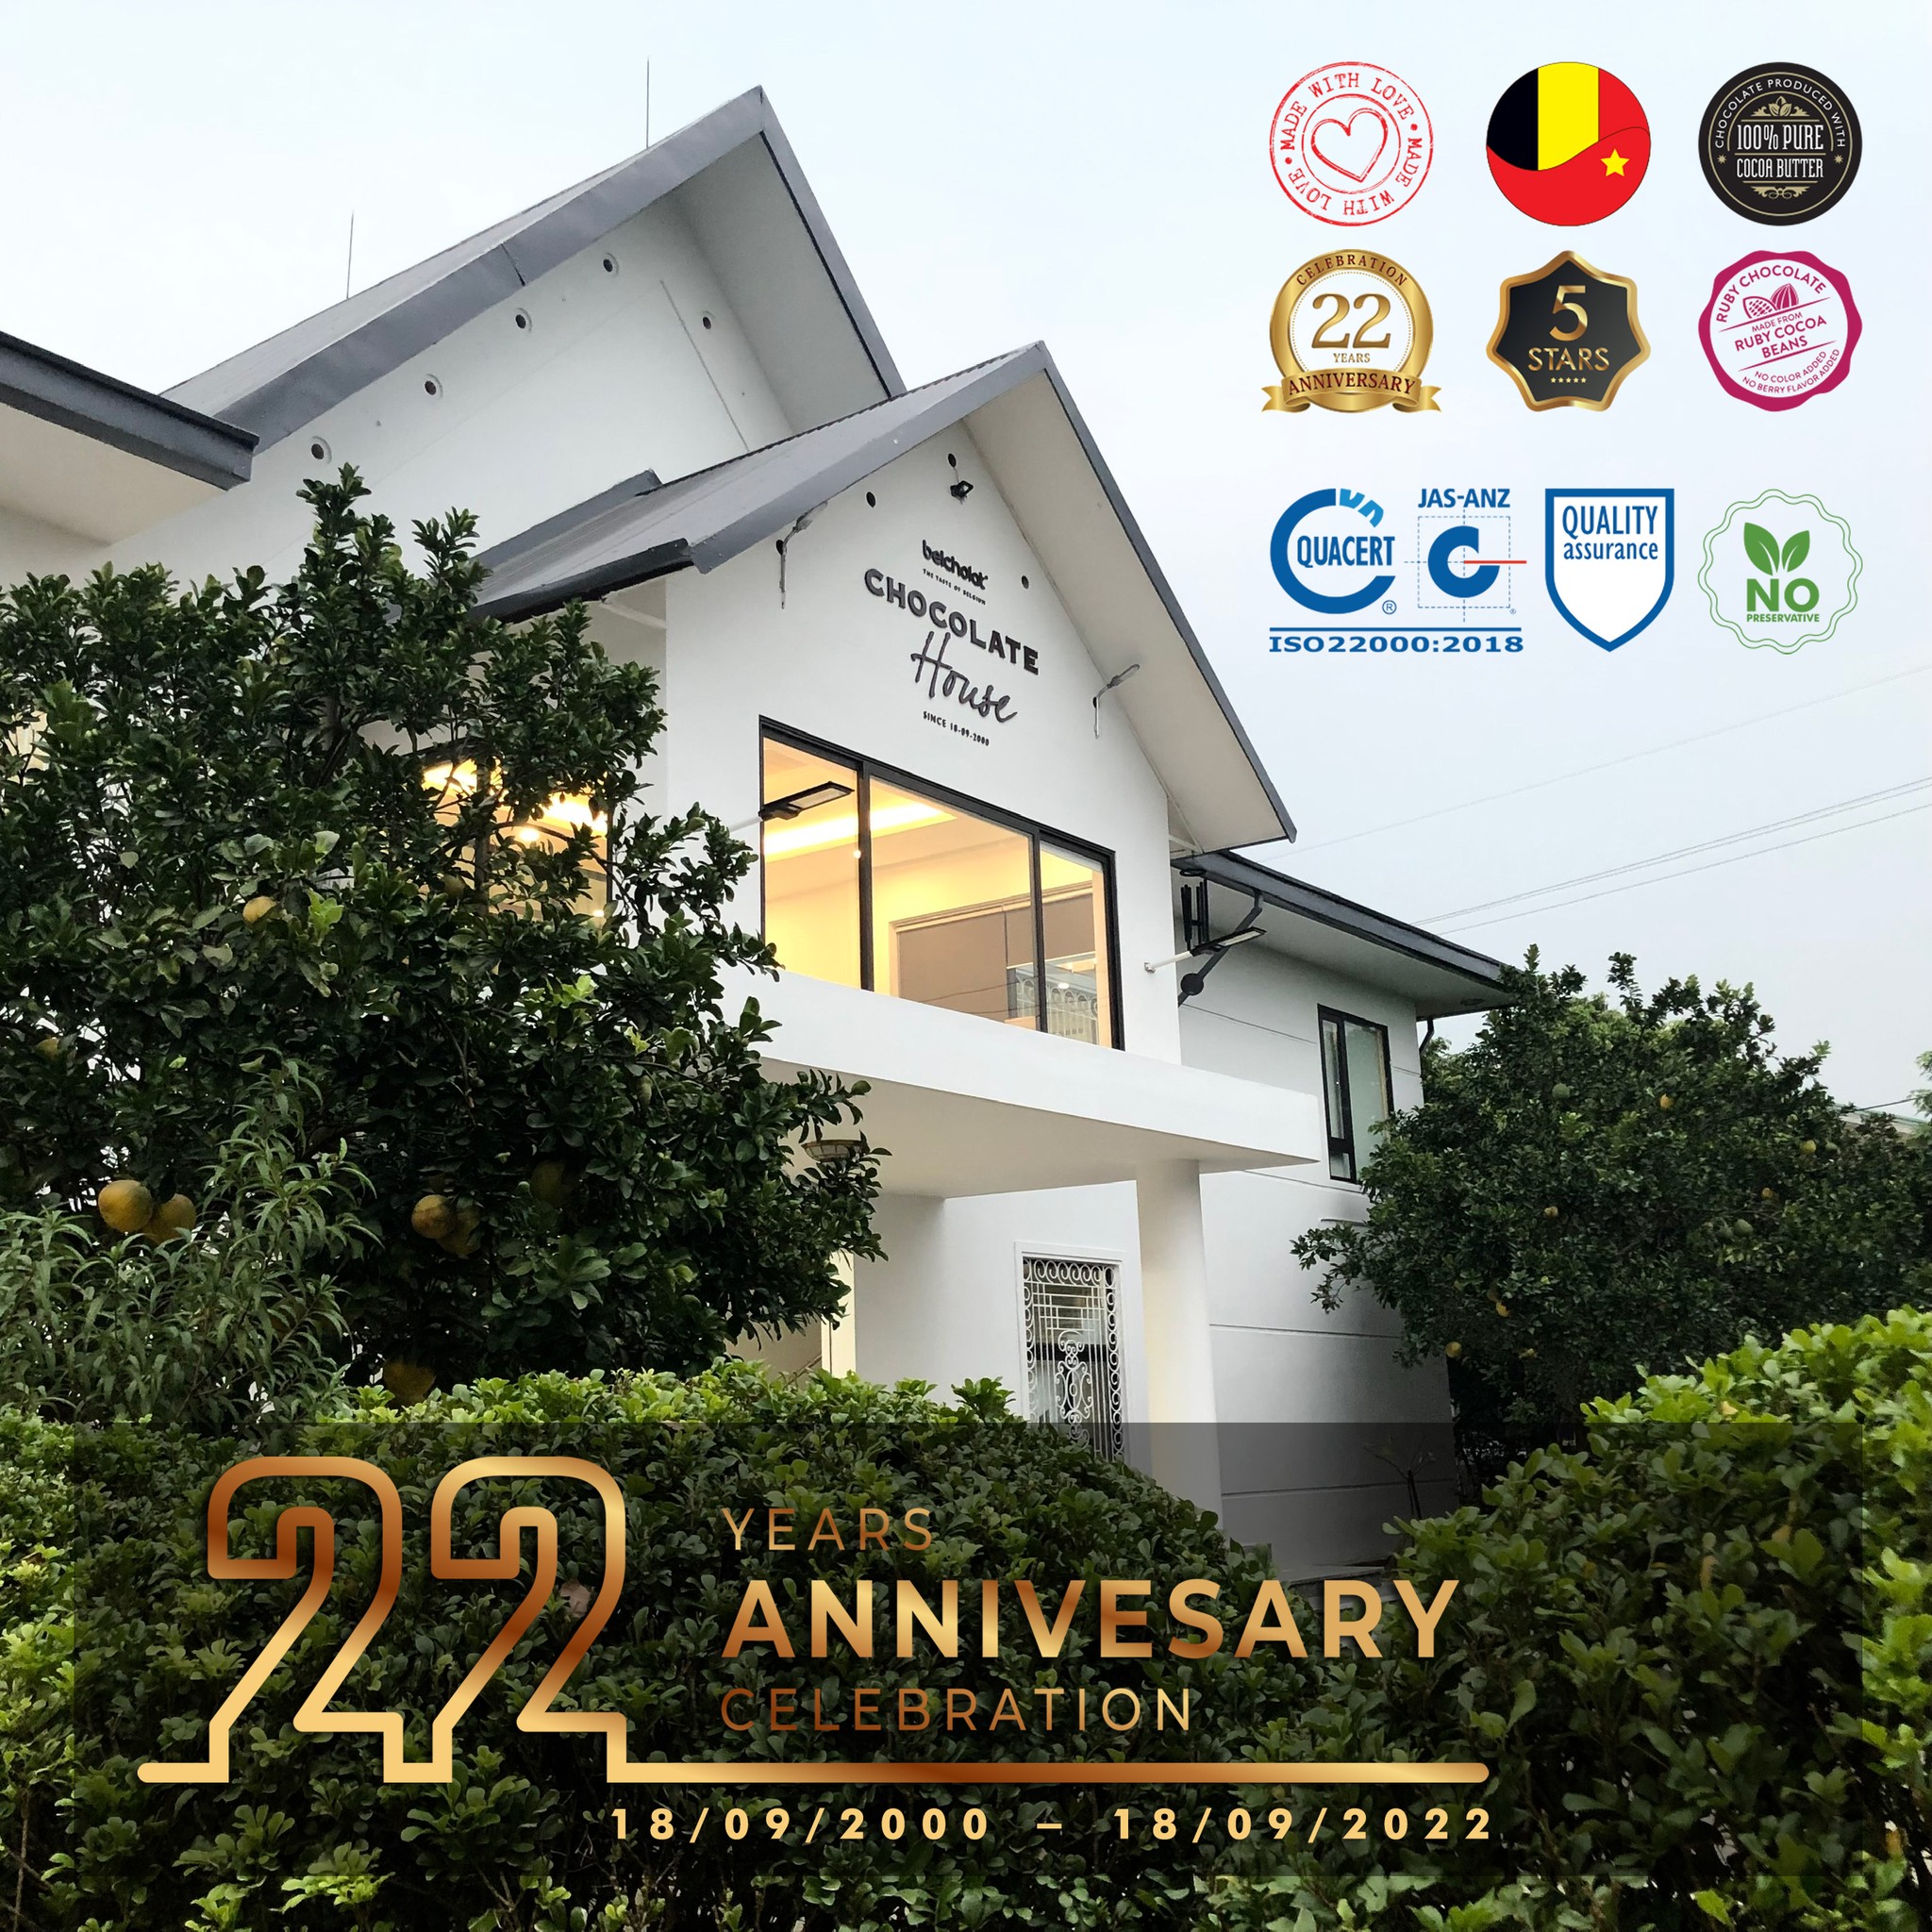 MADE WITH LOVE • MADE WITH LOVE •
CHOCOLATE PRODUCED WITH
100% PURE
COCOA BUTTER
CELEBRATION
22
YEARS
ANNIVERSARY
5
STARS
RUBY CHOCOLATE
MADE FROM
RUBY COCOA
BEANS
NO COLOR ADDED
NO BERRY FLAVOR ADDED
QUACERT
®
JAS-ANZ
ISO22000:2018
QUALITY
assurance
NO
PRESERVATIVE
belcholat
THE TASTE OF BELGIUM
CHOCOLATE
House
SINCE 18-09-2000
22
YEARS
ANNIVESARY
CELEBRATION
18/09/2000 – 18/09/2022